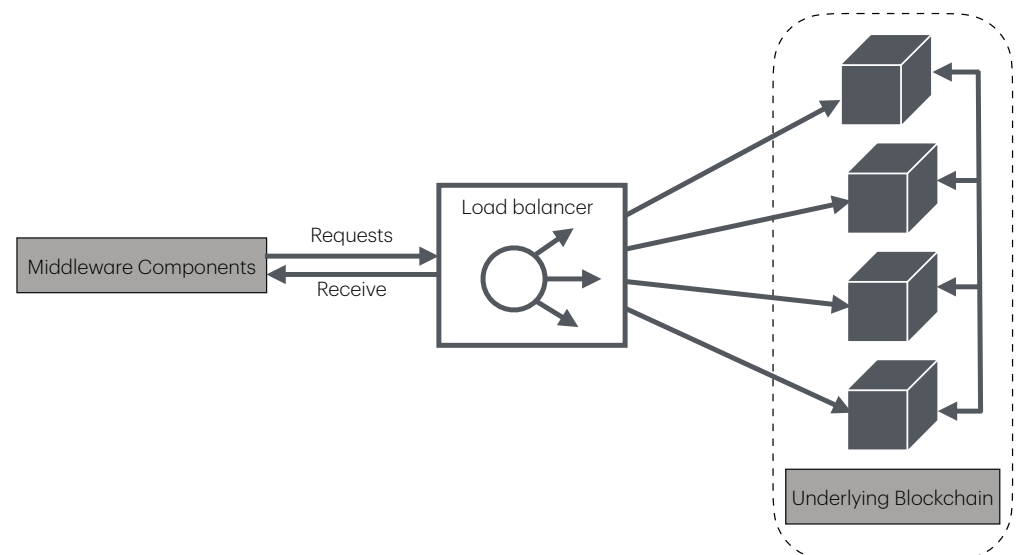 Load balancer
Requests
Middleware Components
Receive
Underlying Blockchain